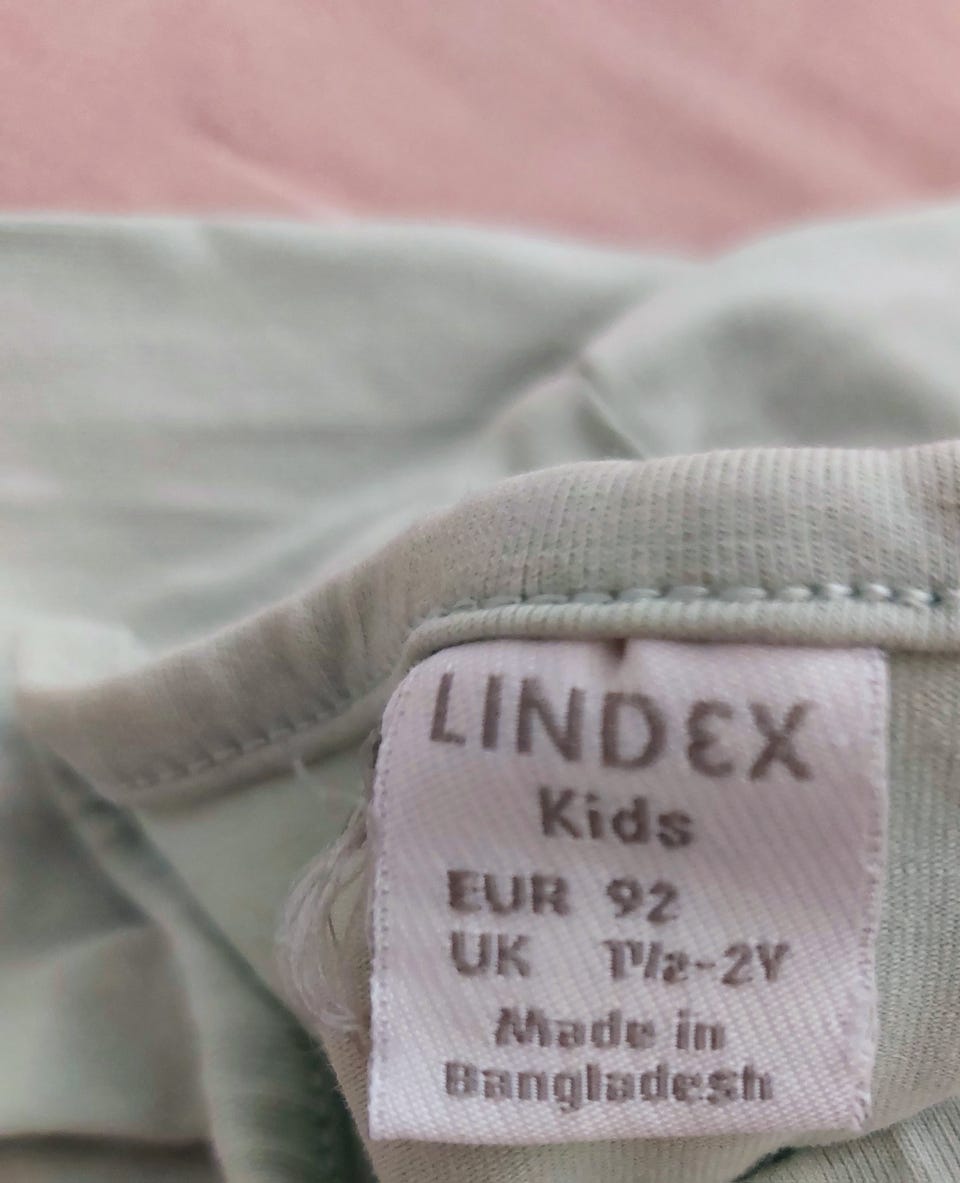 LINDEX
Kids
EUR 92
UK 1½-2Y
Made in
Bangladesh